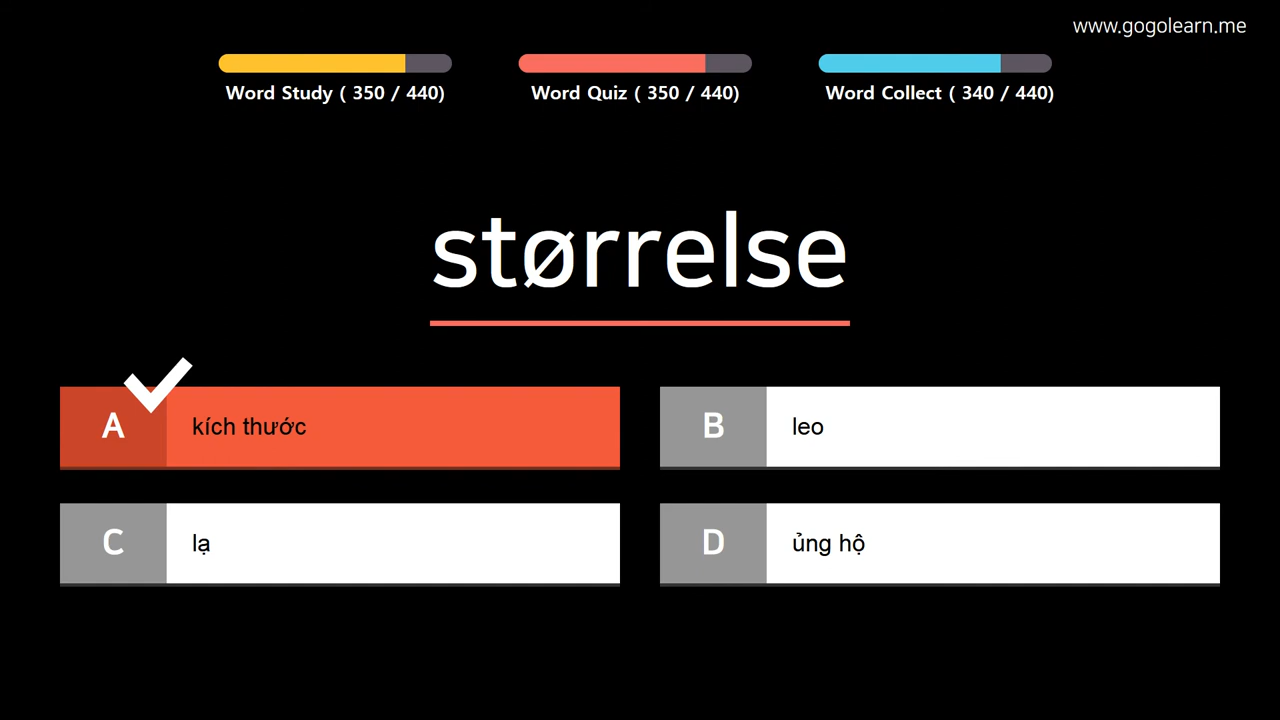 www.gogolearn.me
Word Study ( 350 / 440)
Word Quiz ( 350 / 440)
Word Collect ( 340 / 440)
størrelse
A kích thước
B leo
C lạ
D ủng hộ